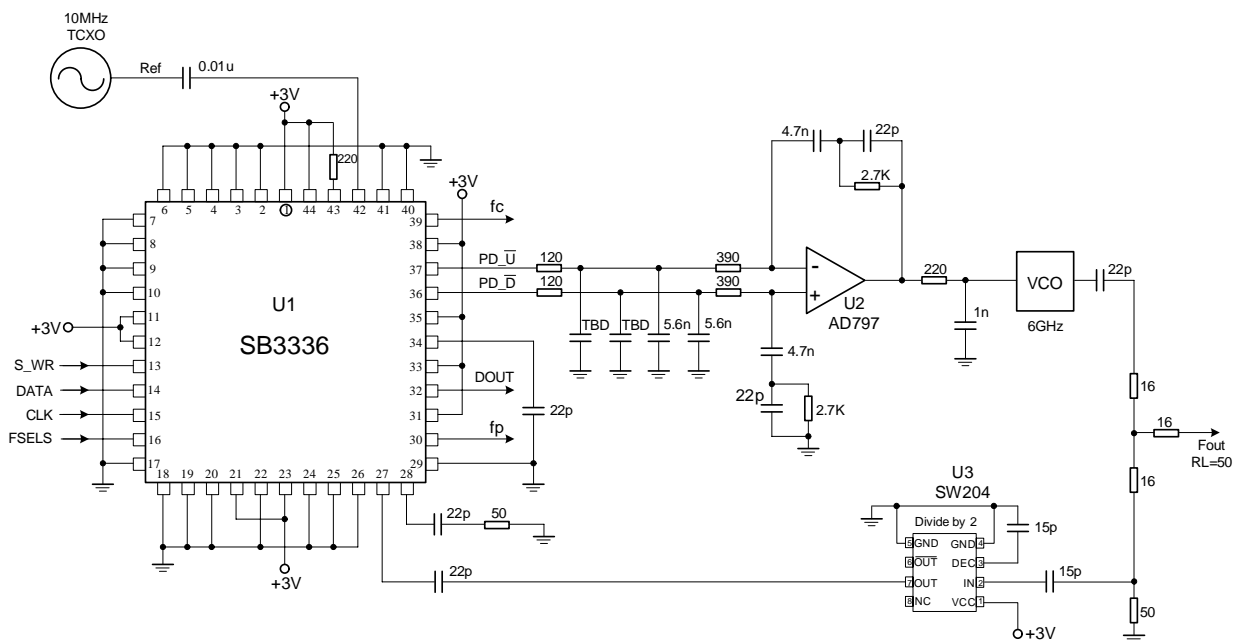 10MHz
TCXO
Ref
0.01u
+3V
220
6 5 4 3 2 1 44 43 42 41 40
+3V
4.7n
22p
2.7K
7
8
9
10
11
12
13
14
15
16
17
39
38
37
36
35
34
33
32
31
30
29
fc
PD_U
PD_D
120
120
390
390
-
+
U2
AD797
220
1n
VCO
6GHz
22p
U1
SB3336
+3V
TBD
TBD
5.6n
5.6n
4.7n
22p
2.7K
S_WR
DATA
CLK
FSELS
DOUT
fp
22p
16
16
Fout
RL=50
16
18 19 20 21 22 23 24 25 26 27 28
22p
50
+3V
22p
U3
SW204
Divide by 2
5 GND GND 4
6 OUT DEC 3
7 OUT IN 2
8 NC VCC 1
15p
15p
50
+3V